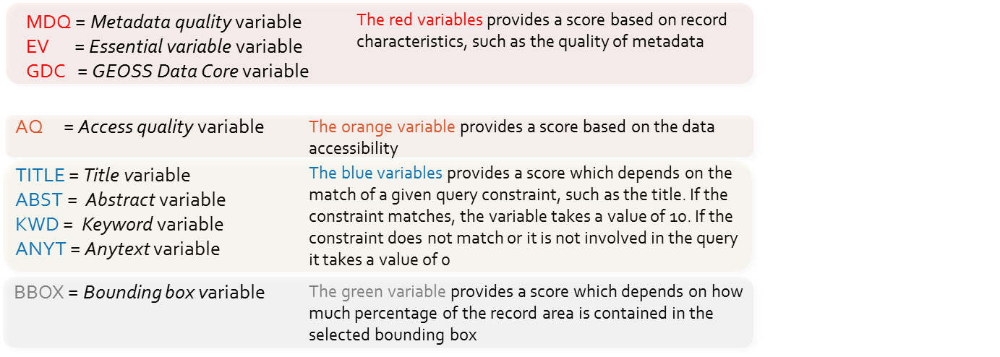 MDQ = Metadata quality variable
EV = Essential variable variable
GDC = GEOSS Data Core variable
The red variables provides a score based on record
characteristics, such as the quality of metadata
AQ = Access quality variable
The orange variable provides a score based on the data
accessibility
TITLE = Title variable
ABST = Abstract variable
KWD = Keyword variable
ANYT = Anytext variable
The blue variables provides a score which depends on the
match of a given query constraint, such as the title. If the
constraint matches, the variable takes a value of 10. If the
constraint does not match or it is not involved in the query
it takes a value of 0
BBOX = Bounding box variable
The green variable provides a score which depends on how
much percentage of the record area is contained in the
selected bounding box